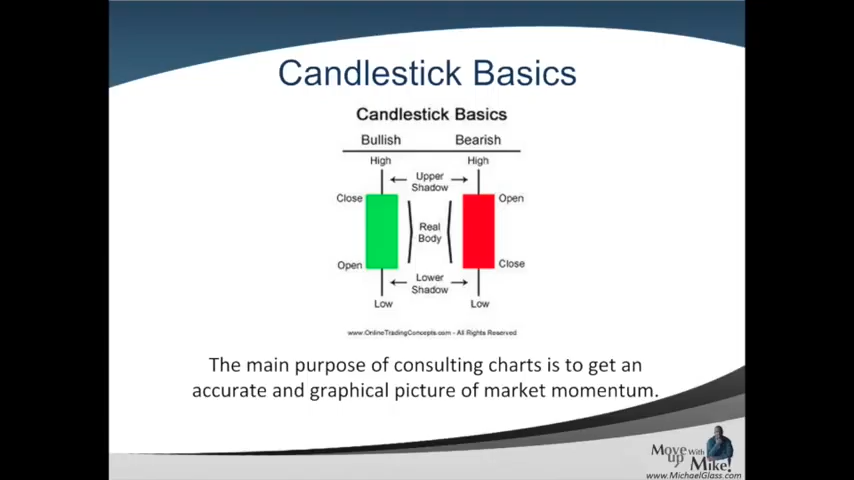 Candlestick Basics
Candlestick Basics
Bullish Bearish
High High
Upper
Shadow
Close Open
Real
Body
Open Close
Lower
Shadow
Low Low
www.OnlineTradingConcepts.com - All Rights Reserved
The main purpose of consulting charts is to get an
accurate and graphical picture of market momentum.
Move up With Mike!
www.MichaelGlass.com